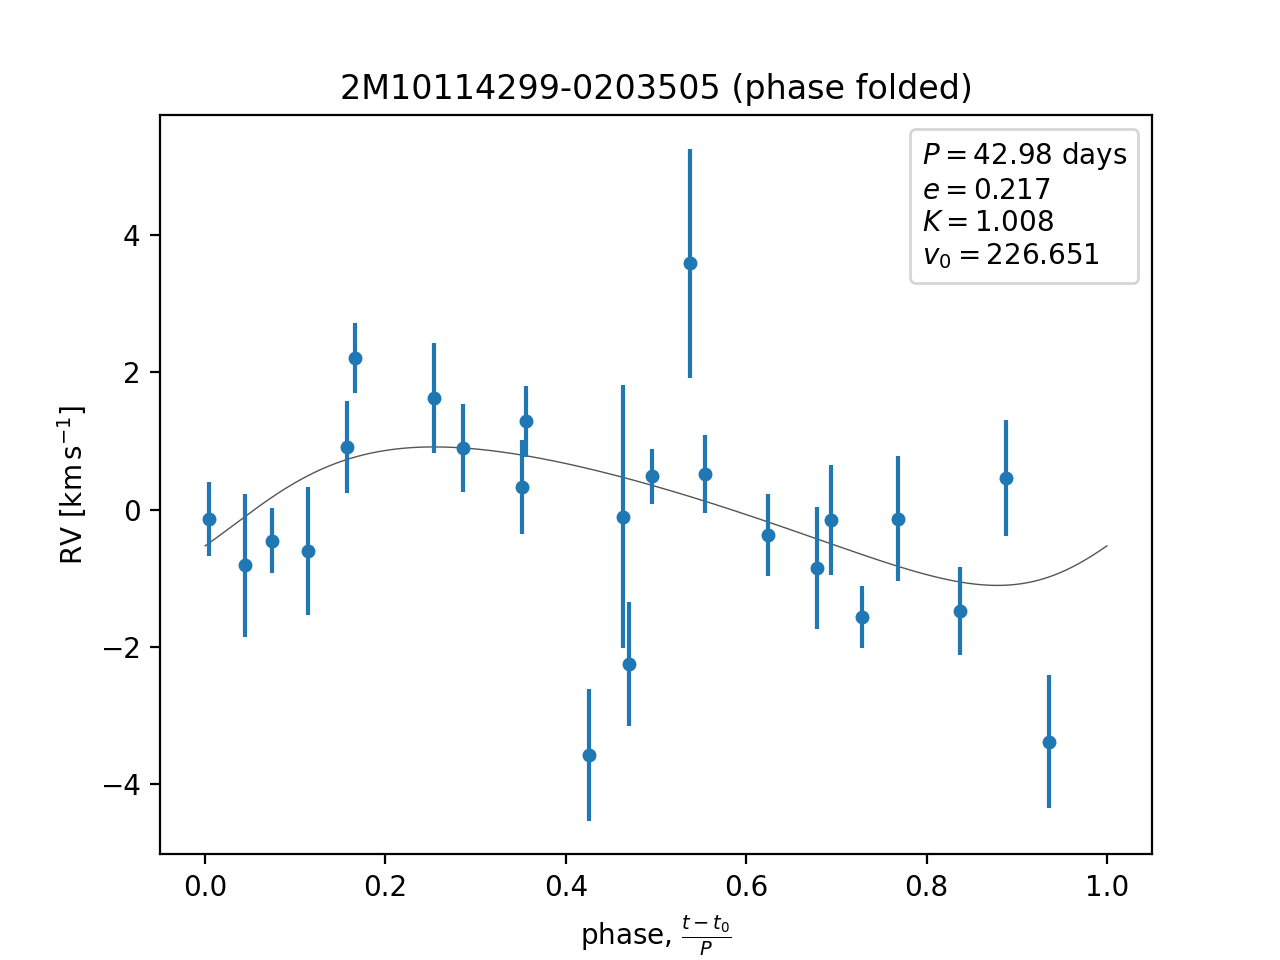 2M10114299-0203505 (phase folded)
P = 42.98 days
e = 0.217
K = 1.008
v₀ = 226.651
4
2
0
−2
−4
RV [km s⁻¹]
0.0 0.2 0.4 0.6 0.8 1.0
phase, (t − t₀)/P